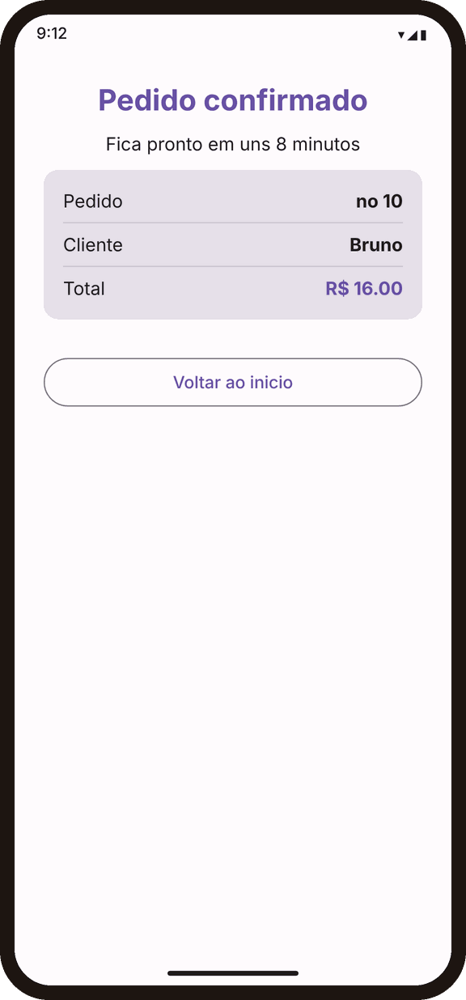 9:12
Pedido confirmado
Fica pronto em uns 8 minutos
Pedido no 10
Cliente Bruno
Total R$ 16.00
Voltar ao inicio